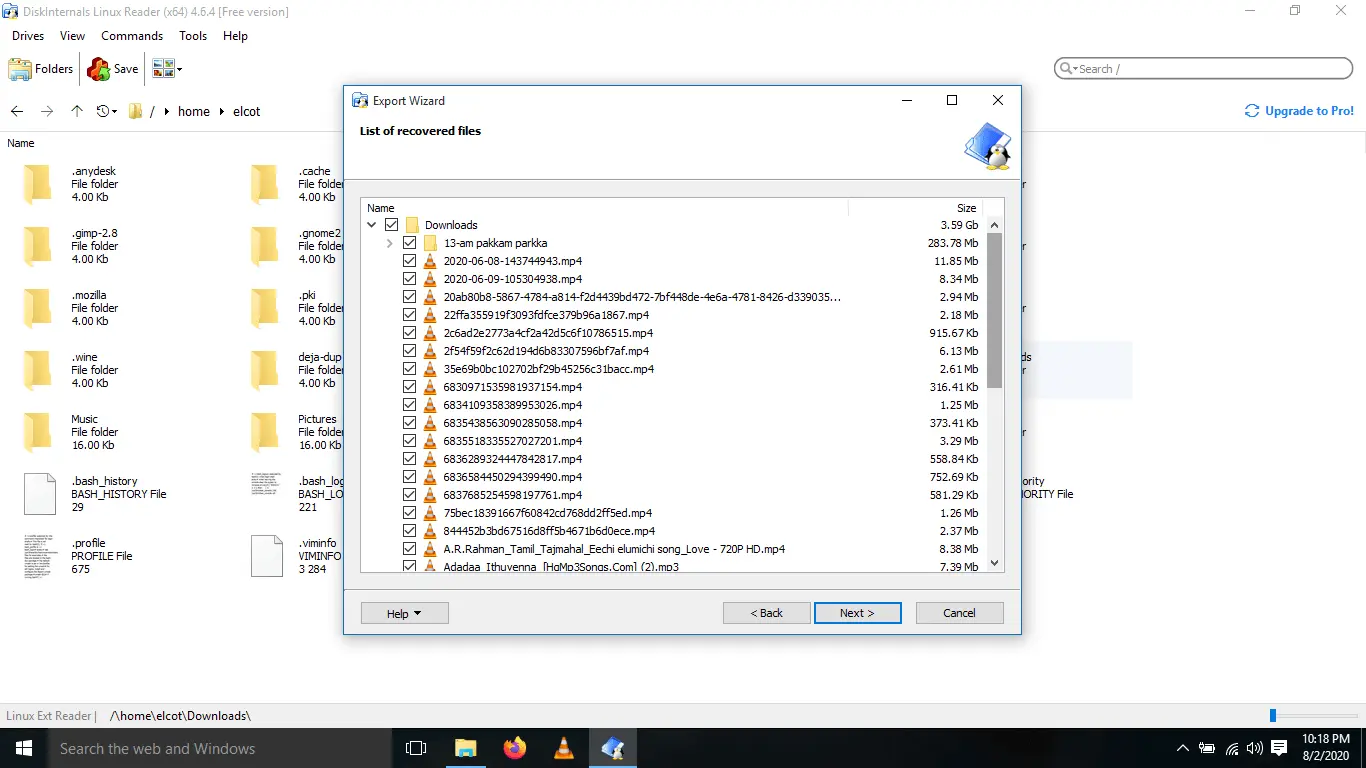 DiskInternals Linux Reader (x64) 4.6.4 [Free version]
Drives View Commands Tools Help
Folders Save Search /
/ home elcot Upgrade to Pro!
Name
.anydesk
File folder
4.00 Kb
.cache
File folde
4.00 Kb
.gimp-2.8
File folder
4.00 Kb
.gnome2
File folde
4.00 Kb
.mozilla
File folder
4.00 Kb
.pki
File folde
4.00 Kb
.wine
File folder
4.00 Kb
deja-dup
File folde
4.00 Kb
ds
r
Music
File folder
16.00 Kb
Pictures
File folde
16.00 Kb
.bash_history
BASH_HISTORY File
29
.bash_log
BASH_LO
221
ority
HORITY File
.profile
PROFILE File
675
.viminfo
VIMINFO
3 284
Export Wizard
List of recovered files
Name Size
Downloads 3.59 Gb
13-am pakkam parkka 283.78 Mb
2020-06-08-143744943.mp4 11.85 Mb
2020-06-09-105304938.mp4 8.34 Mb
20ab80b8-5867-4784-a814-f2d4439bd472-7bf448de-4e6a-4781-8426-d339035... 2.94 Mb
22ffa355919f3093fdfce379b96a1867.mp4 2.18 Mb
2c6ad2e2773a4cf2a42d5c6f10786515.mp4 915.67 Kb
2f54f59f2c62d194d6b83307596bf7af.mp4 6.13 Mb
35e69b0bc102702bf29b45256c31bacc.mp4 2.61 Mb
6830971535981937154.mp4 316.41 Kb
6834109358389953026.mp4 1.25 Mb
6835438563090285058.mp4 373.41 Kb
6835518335527027201.mp4 3.29 Mb
6836289324447842817.mp4 558.84 Kb
6836584450294399490.mp4 752.69 Kb
6837685254598197761.mp4 581.29 Kb
75bec18391667f60842cd768dd2ff5ed.mp4 1.26 Mb
844452b3bd67516d8ff5b4671b6d0ece.mp4 2.37 Mb
A.R.Rahman_Tamil_Tajmahal_Eechi elumichi song_Love - 720P HD.mp4 8.38 Mb
Adadaa_Ithuvenna_[HqMp3Songs.Com] (2).mp3 7.39 Mb
Help < Back Next > Cancel
Linux Ext Reader | /\home\elcot\Downloads\
Search the web and Windows
10:18 PM
8/2/2020